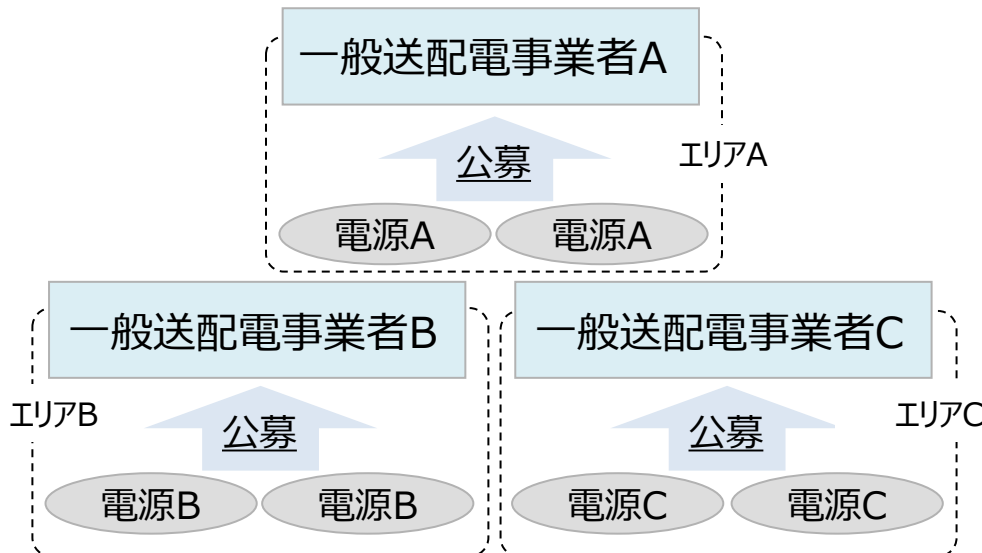 一般送配電事業者A
公募
エリアA
電源A
電源A
一般送配電事業者B
公募
エリアB
電源B
電源B
一般送配電事業者C
公募
エリアC
電源C
電源C